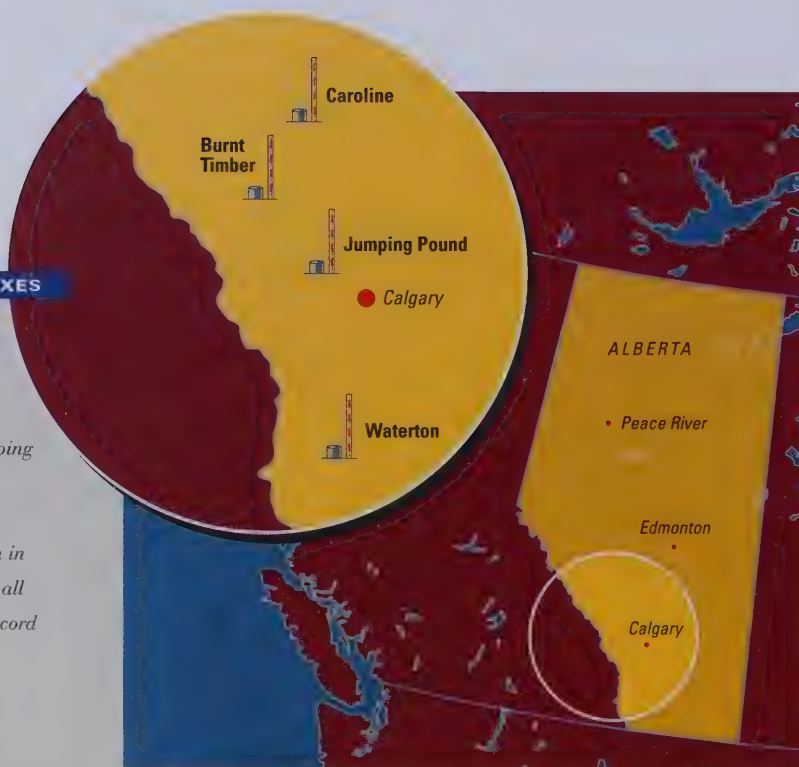 Caroline
Burnt
Timber
Jumping Pound
Calgary
Waterton
XES
ping
in
all
cord
ALBERTA
Peace River
Edmonton
Calgary